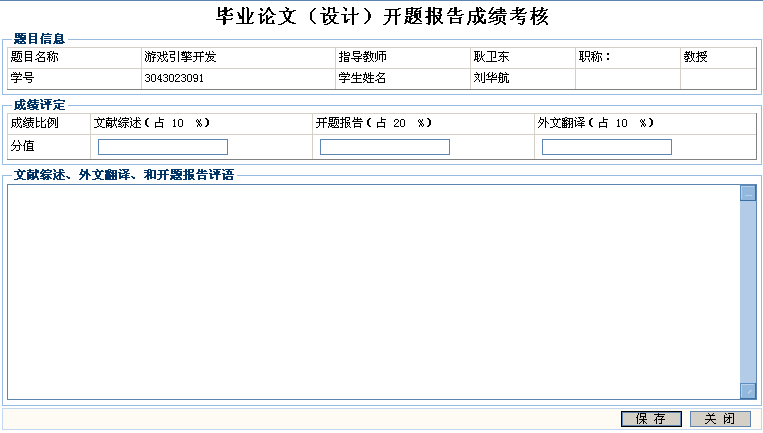 毕业论文（设计）开题报告成绩考核
题目信息
题目名称 游戏引擎开发 指导教师 耿卫东 职称： 教授
学号 3043023091 学生姓名 刘华航
成绩评定
成绩比例 文献综述(占 10 %) 开题报告(占 20 %) 外文翻译(占 10 %)
分值
文献综述、外文翻译、和开题报告评语
保 存 关 闭